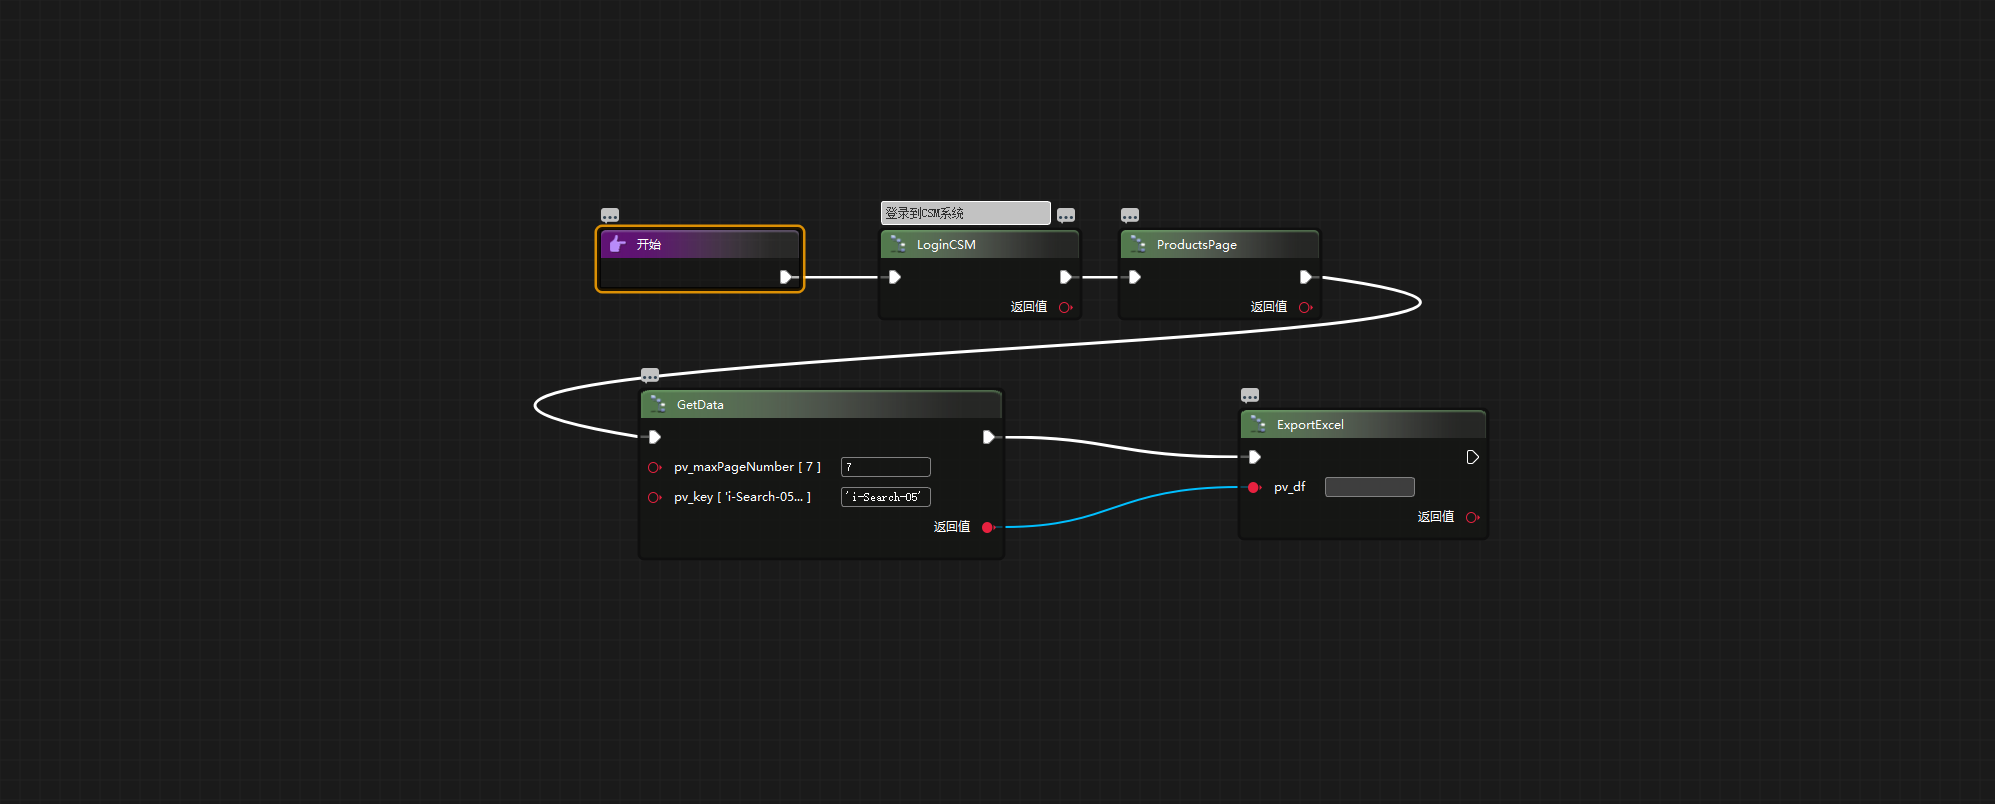 登录到CSM系统
开始
LoginCSM
ProductsPage
返回值
返回值
GetData
pv_maxPageNumber [ 7 ]
7
pv_key [ 'i-Search-05... ]
'i-Search-05'
返回值
ExportExcel
pv_df
返回值